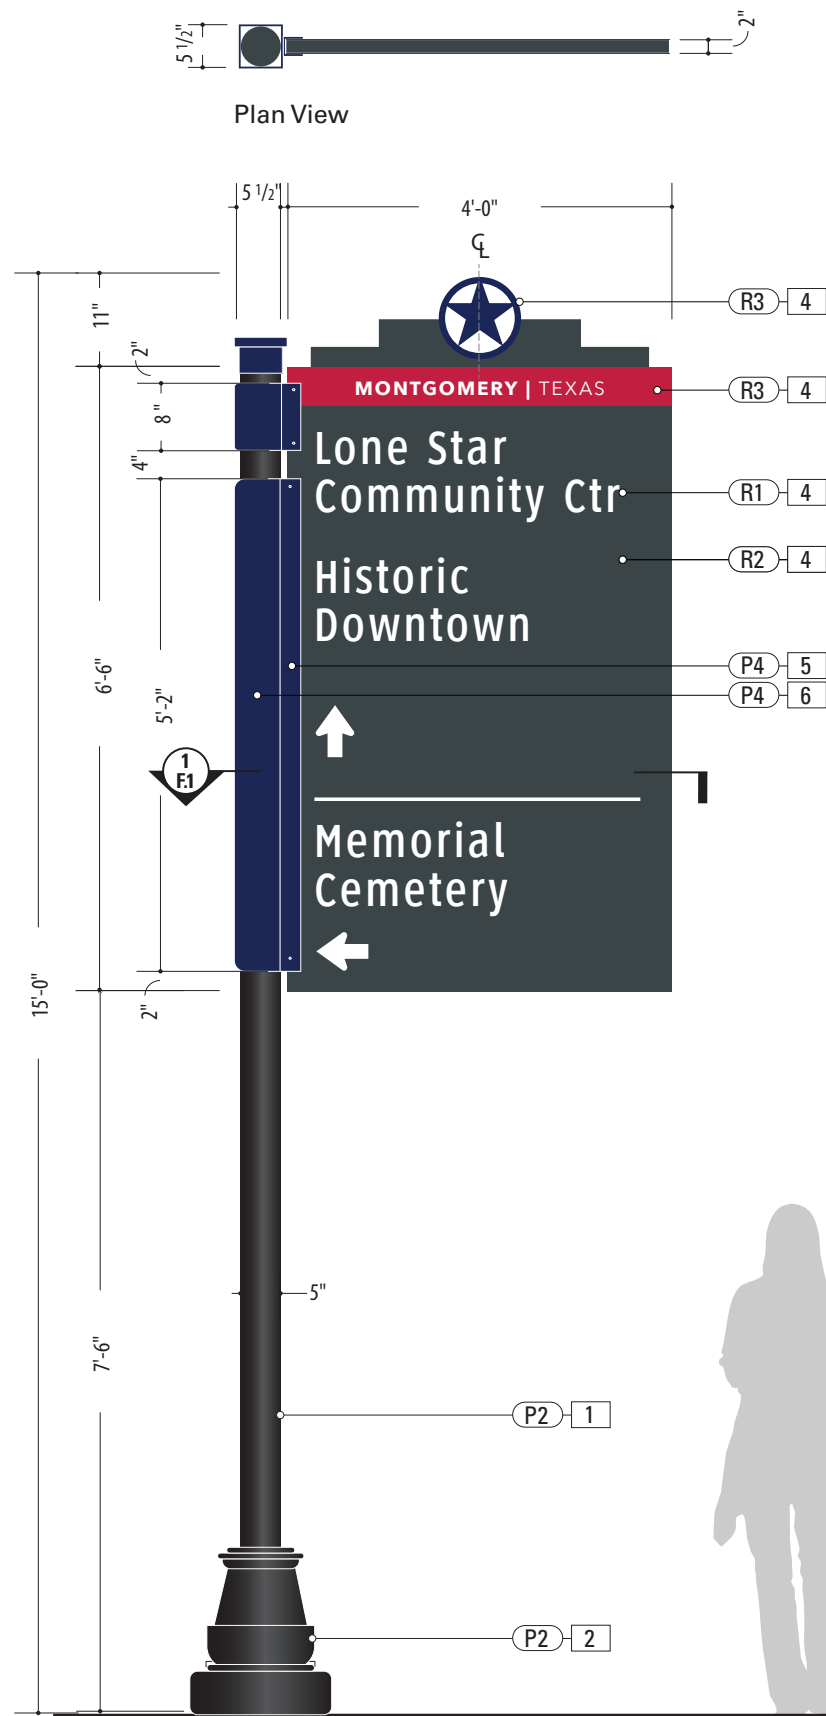 5 1/2"
2"
Plan View
5 1/2"
4'-0"
CL
11"
R3 4
2"
MONTGOMERY | TEXAS
R3 4
8"
4"
Lone Star
Community Ctr
R1 4
R2 4
Historic
Downtown
6'-6"
5'-2"
P4 5
P4 6
1
F.1
Memorial
Cemetery
15'-0"
2"
5"
7'-6"
P2 1
P2 2